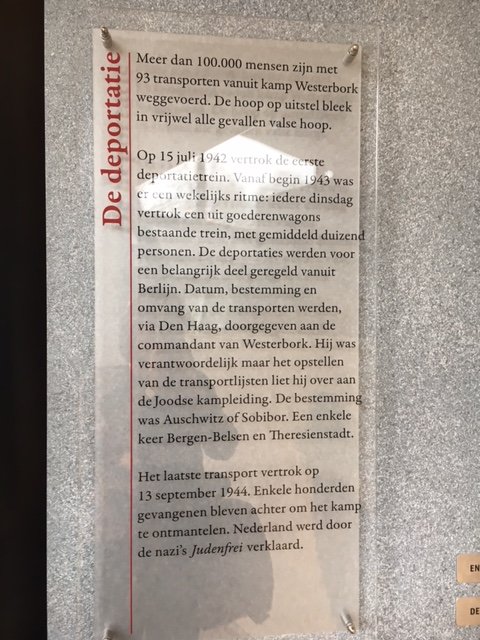 De deportatie
Meer dan 100.000 mensen zijn met
93 transporten vanuit kamp Westerbork
weggevoerd. De hoop op uitstel bleek
in vrijwel alle gevallen valse hoop.
Op 15 juli 1942 vertrok de eerste
deportatietrein. Vanaf begin 1943 was
er een wekelijks ritme: iedere dinsdag
vertrok een uit goederenwagons
bestaande trein, met gemiddeld duizend
personen. De deportaties werden voor
een belangrijk deel geregeld vanuit
Berlijn. Datum, bestemming en
omvang van de transporten werden,
via Den Haag, doorgegeven aan de
commandant van Westerbork. Hij was
verantwoordelijk maar het opstellen
van de transportlijsten liet hij over aan
de Joodse kampleiding. De bestemming
was Auschwitz of Sobibor. Een enkele
keer Bergen-Belsen en Theresienstadt.
Het laatste transport vertrok op
13 september 1944. Enkele honderden
gevangenen bleven achter om het kamp
te ontmantelen. Nederland werd door
de nazi's Judenfrei verklaard.
EN
DE